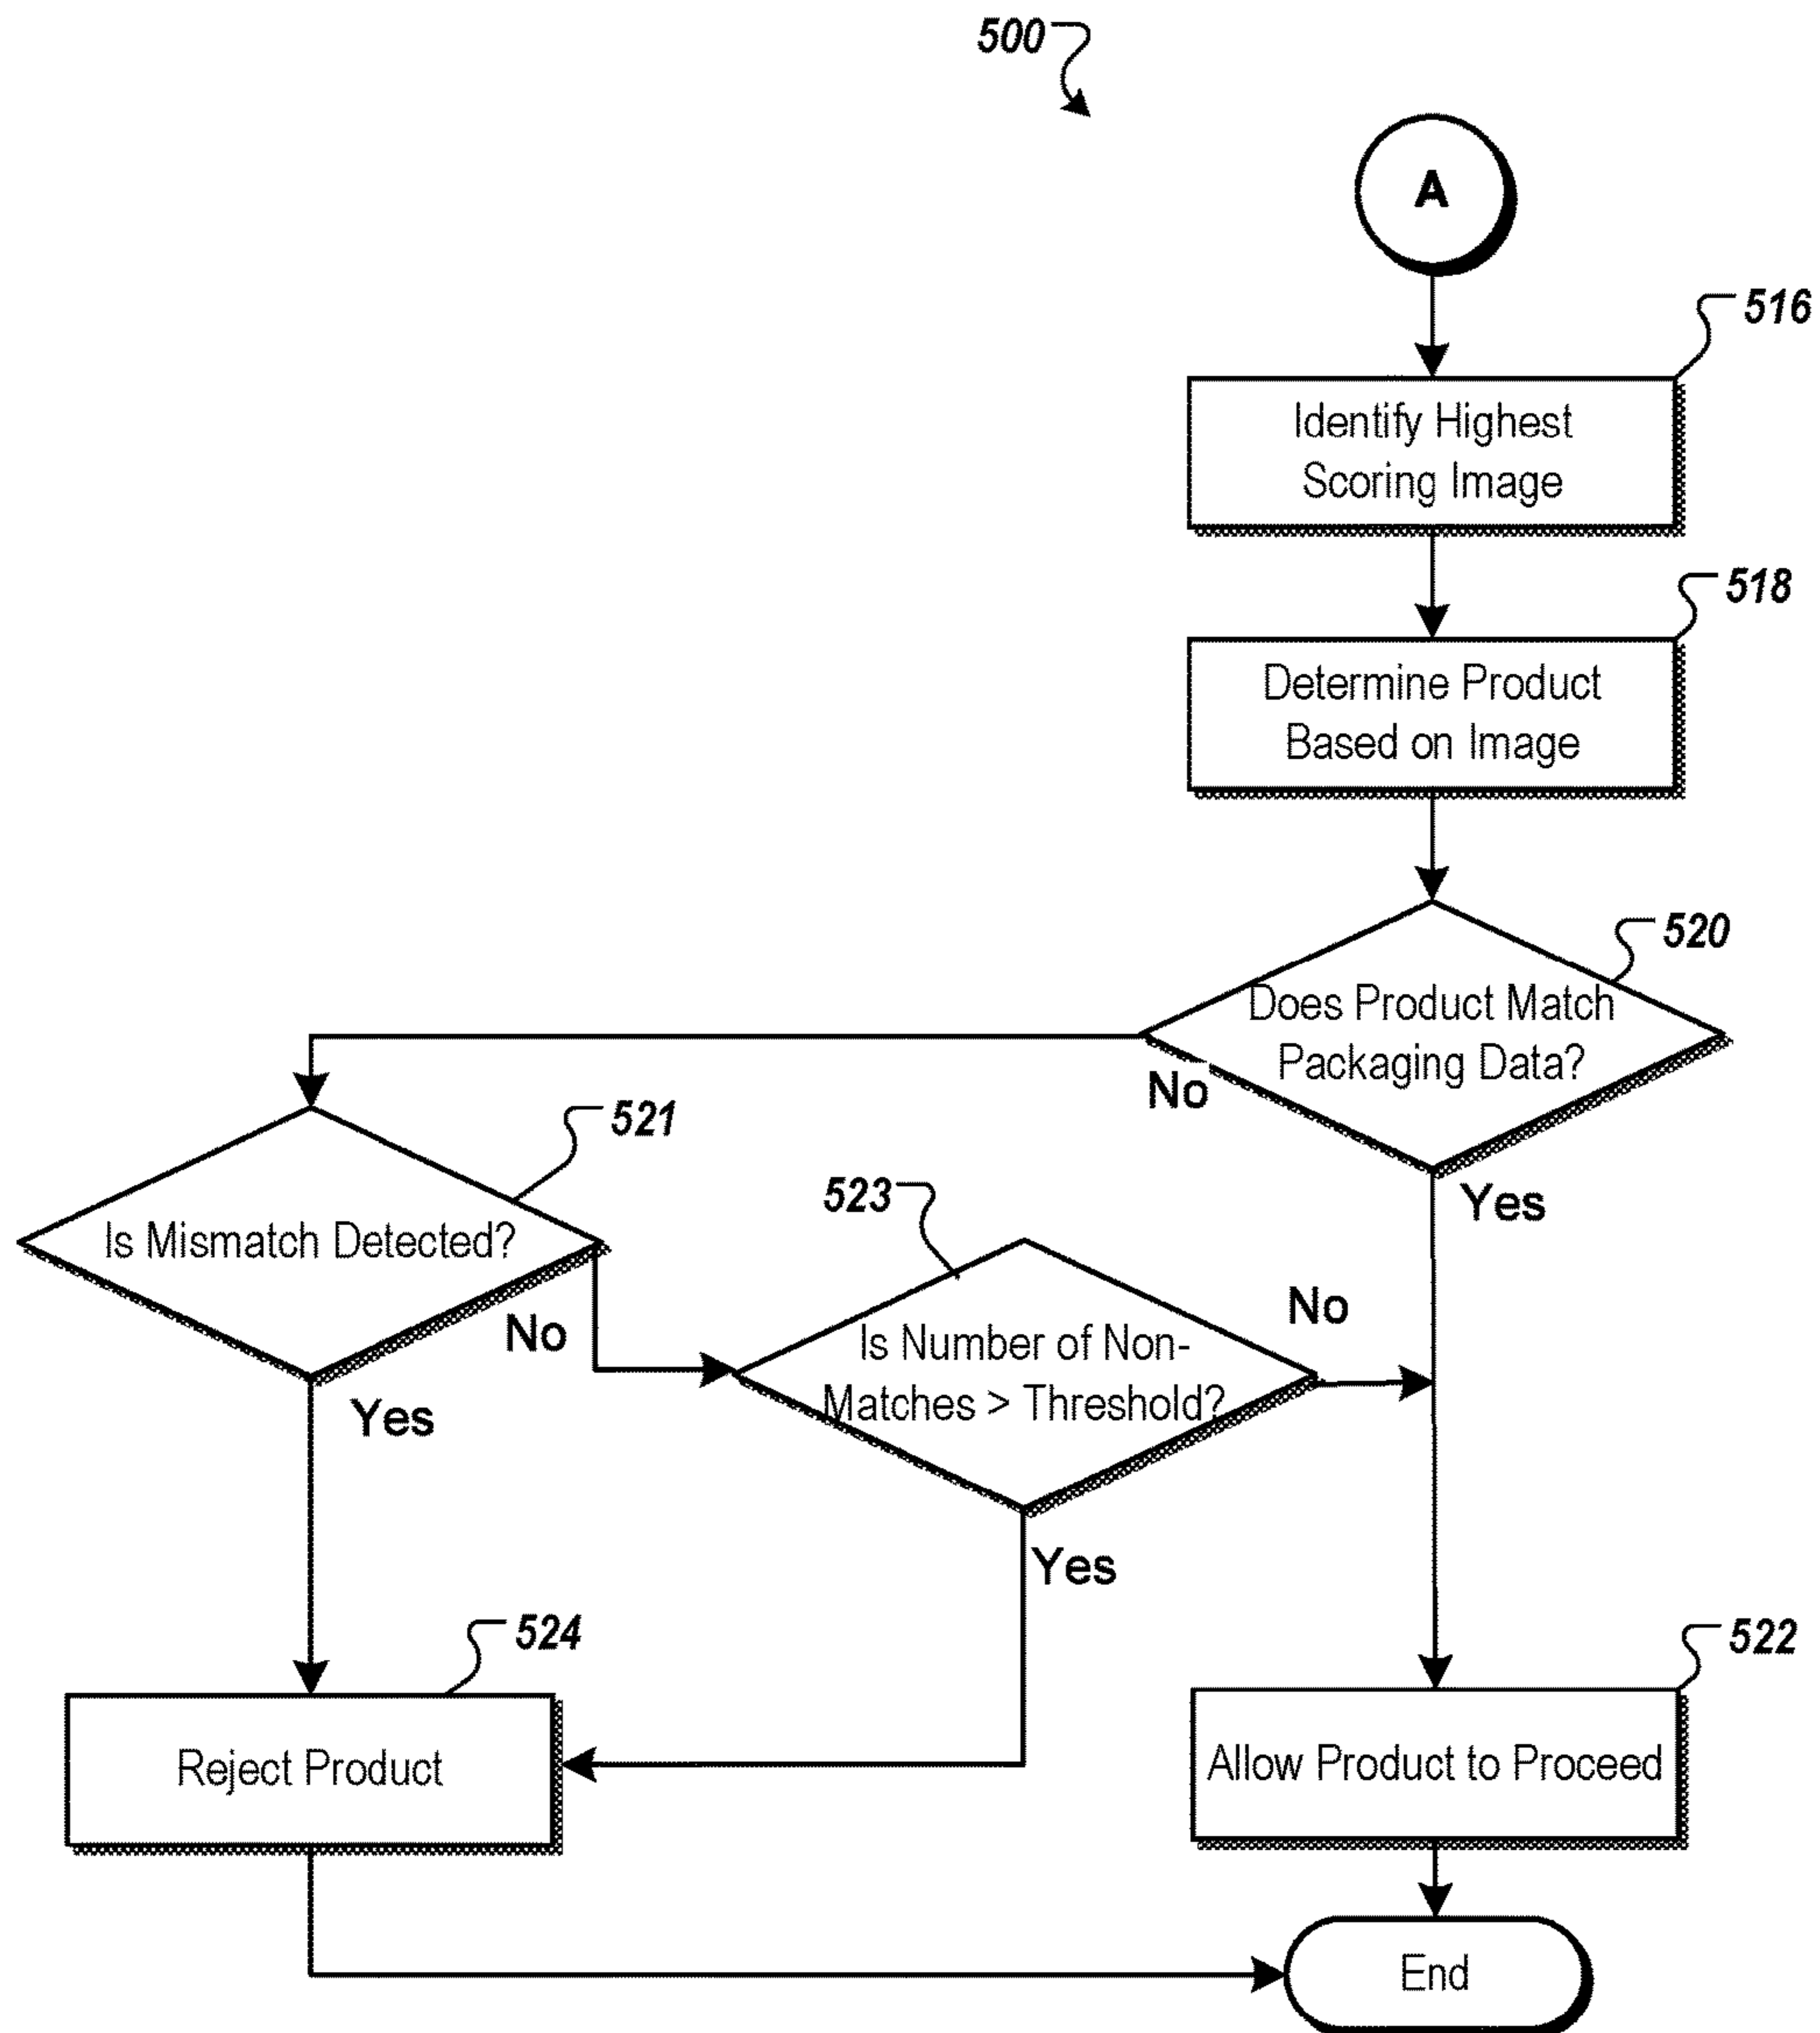 500
A
516
Identify Highest
Scoring Image
518
Determine Product
Based on Image
520
Does Product Match
Packaging Data?
No
Yes
521
Is Mismatch Detected?
No
Yes
523
Is Number of Non-
Matches > Threshold?
No
Yes
524
Reject Product
522
Allow Product to Proceed
End